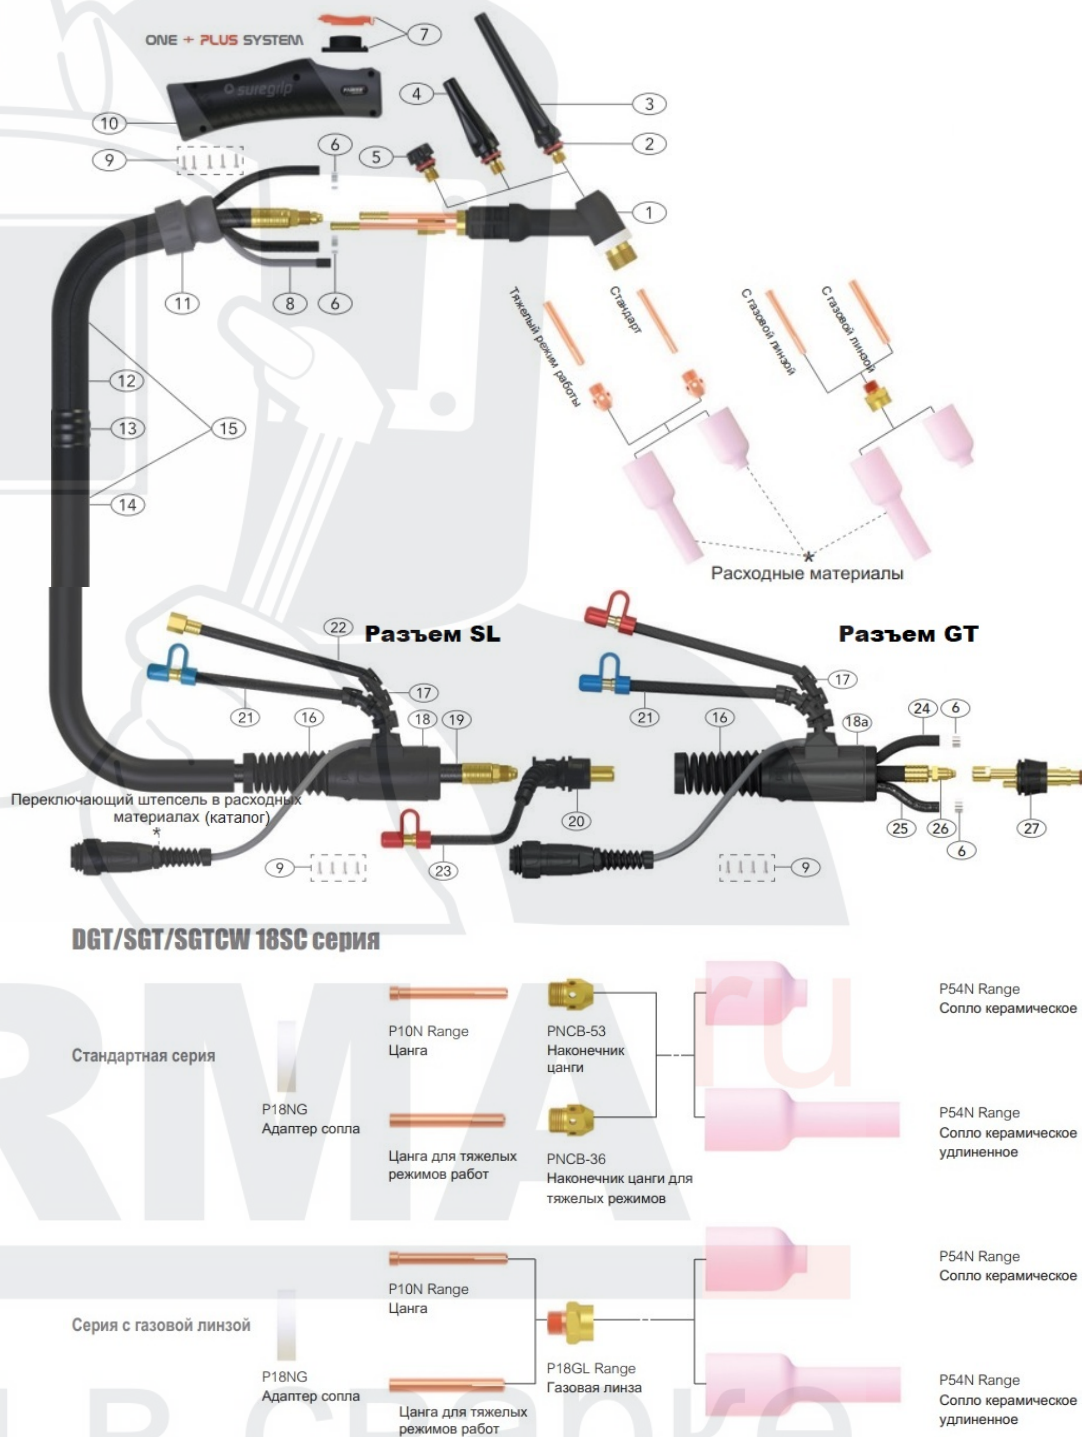 ONE + PLUS SYSTEM
7
suregrip
10
9
6
4
5
3
2
1
11
8
6
Тяжелый режим работы
Стандарт
С газовой линзой
С газовой линзой
12
13
15
14
*
Расходные материалы
Разъем SL
Разъем GT
22
17
21
16
18
19
17
21
16
18a
24
6
Переключающий штепсель в расходных
материалах (каталог)
*
20
25
26
27
9
23
9
6
DGT/SGT/SGTCW 18SC серия
Стандартная серия
P18NG
Адаптер сопла
P10N Range
Цанга
PNCB-53
Наконечник
цанги
P54N Range
Сопло керамическое
Цанга для тяжелых
режимов работ
PNCB-36
Наконечник цанги для
тяжелых режимов
P54N Range
Сопло керамическое
удлиненное
RMA
ru
Серия с газовой линзой
P18NG
Адаптер сопла
P10N Range
Цанга
P18GL Range
Газовая линза
P54N Range
Сопло керамическое
Цанга для тяжелых
режимов работ
P54N Range
Сопло керамическое
удлиненное
в сварке